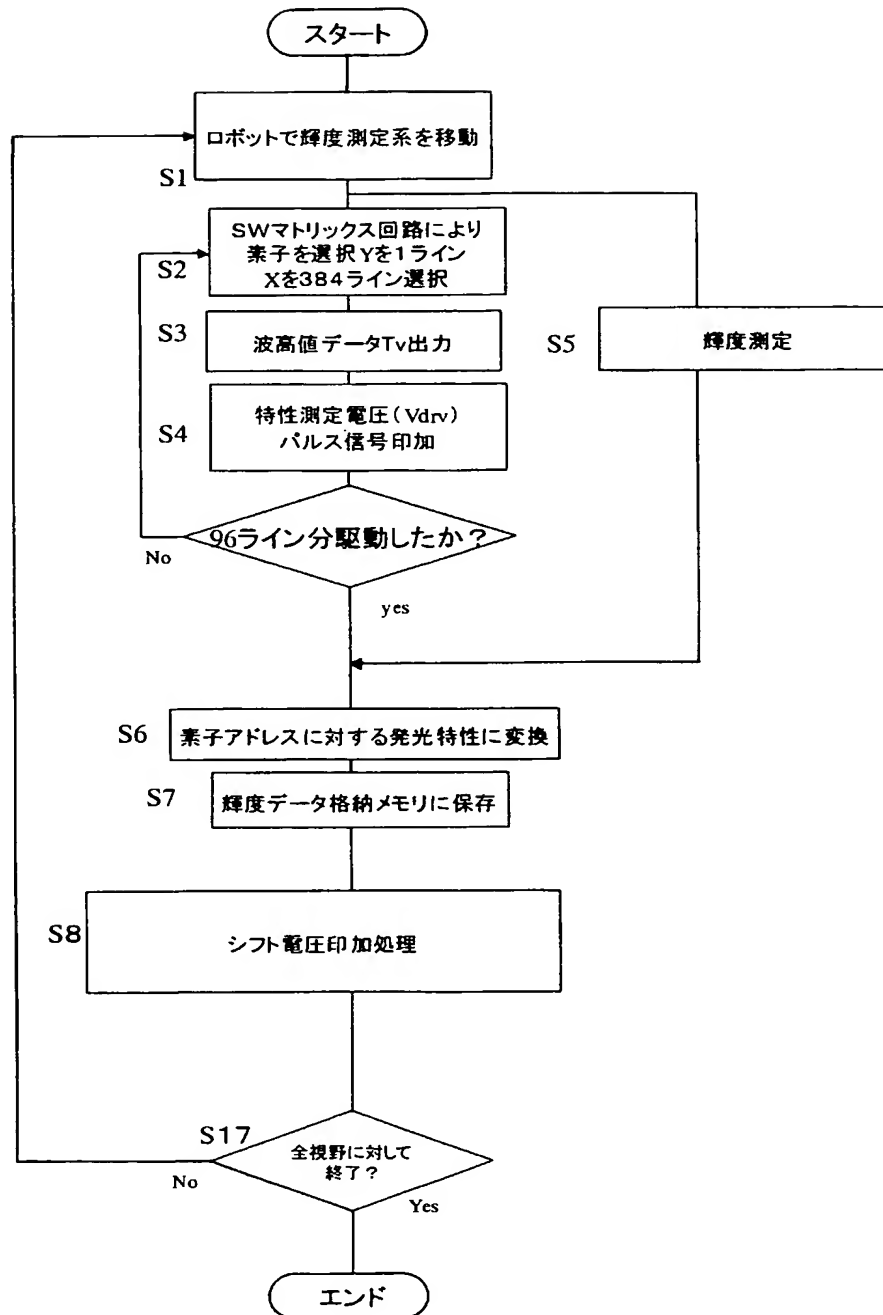 スタート
ロボットで輝度測定系を移動
S1
SWマトリックス回路により
素子を選択Yを1ライン
Xを384ライン選択
S2
S3
波高値データTv出力
S5
輝度測定
S4
特性測定電圧(Vdrv)
パルス信号印加
96ライン分駆動したか?
No
yes
S6
素子アドレスに対する発光特性に変換
S7
輝度データ格納メモリに保存
S8
シフト電圧印加処理
S17
全視野に対して
終了?
No
Yes
エンド